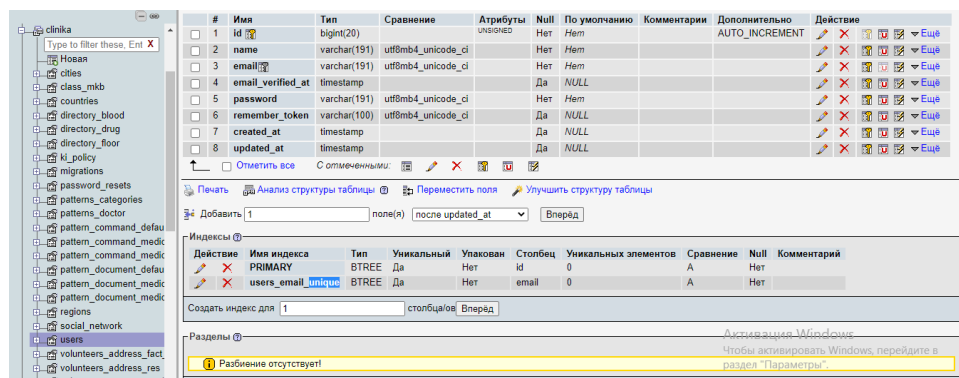 clinika
Type to filter these, Ent X
Новая
cities
class_mkb
countries
directory_blood
directory_drug
directory_floor
ki_policy
migrations
password_resets
patterns_categories
patterns_doctor
pattern_command_defau
pattern_command_medic
pattern_command_medic
pattern_document_defau
pattern_document_medic
pattern_document_medic
regions
social_network
users
volunteers_address_fact_
volunteers_address_res
# Имя Тип Сравнение Атрибуты Null По умолчанию Комментарии Дополнительно Действие
1 id bigint(20) UNSIGNED Нет Нет AUTO_INCREMENT Ещё
2 name varchar(191) utf8mb4_unicode_ci Нет Нет Ещё
3 email varchar(191) utf8mb4_unicode_ci Нет Нет Ещё
4 email_verified_at timestamp Да NULL Ещё
5 password varchar(191) utf8mb4_unicode_ci Нет Нет Ещё
6 remember_token varchar(100) utf8mb4_unicode_ci Да NULL Ещё
7 created_at timestamp Да NULL Ещё
8 updated_at timestamp Да NULL Ещё
Отметить все С отмеченными:
Печать Анализ структуры таблицы Переместить поля Улучшить структуру таблицы
Добавить 1 поле(я) после updated_at Вперёд
Индексы
Действие Имя индекса Тип Уникальный Упакован Столбец Уникальных элементов Сравнение Null Комментарий
PRIMARY BTREE Да Нет id 0 A Нет
users_email_unique BTREE Да Нет email 0 A Нет
Создать индекс для 1 столбца/ов Вперёд
Разделы
Разбиение отсутствует!
Активация Windows
Чтобы активировать Windows, перейдите в
раздел "Параметры".